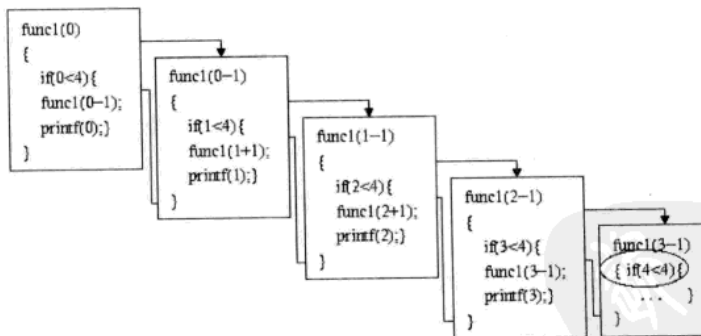 func1(0)
{
if(0<4){
func1(0−1);
printf(0);}
}
func1(0−1)
{
if(1<4){
func1(1+1);
printf(1);}
}
func1(1−1)
{
if(2<4){
func1(2+1);
printf(2);}
}
func1(2−1)
{
if(3<4){
func1(3−1);
printf(3);}
}
func1(3−1)
{ if(4<4){
... }
}